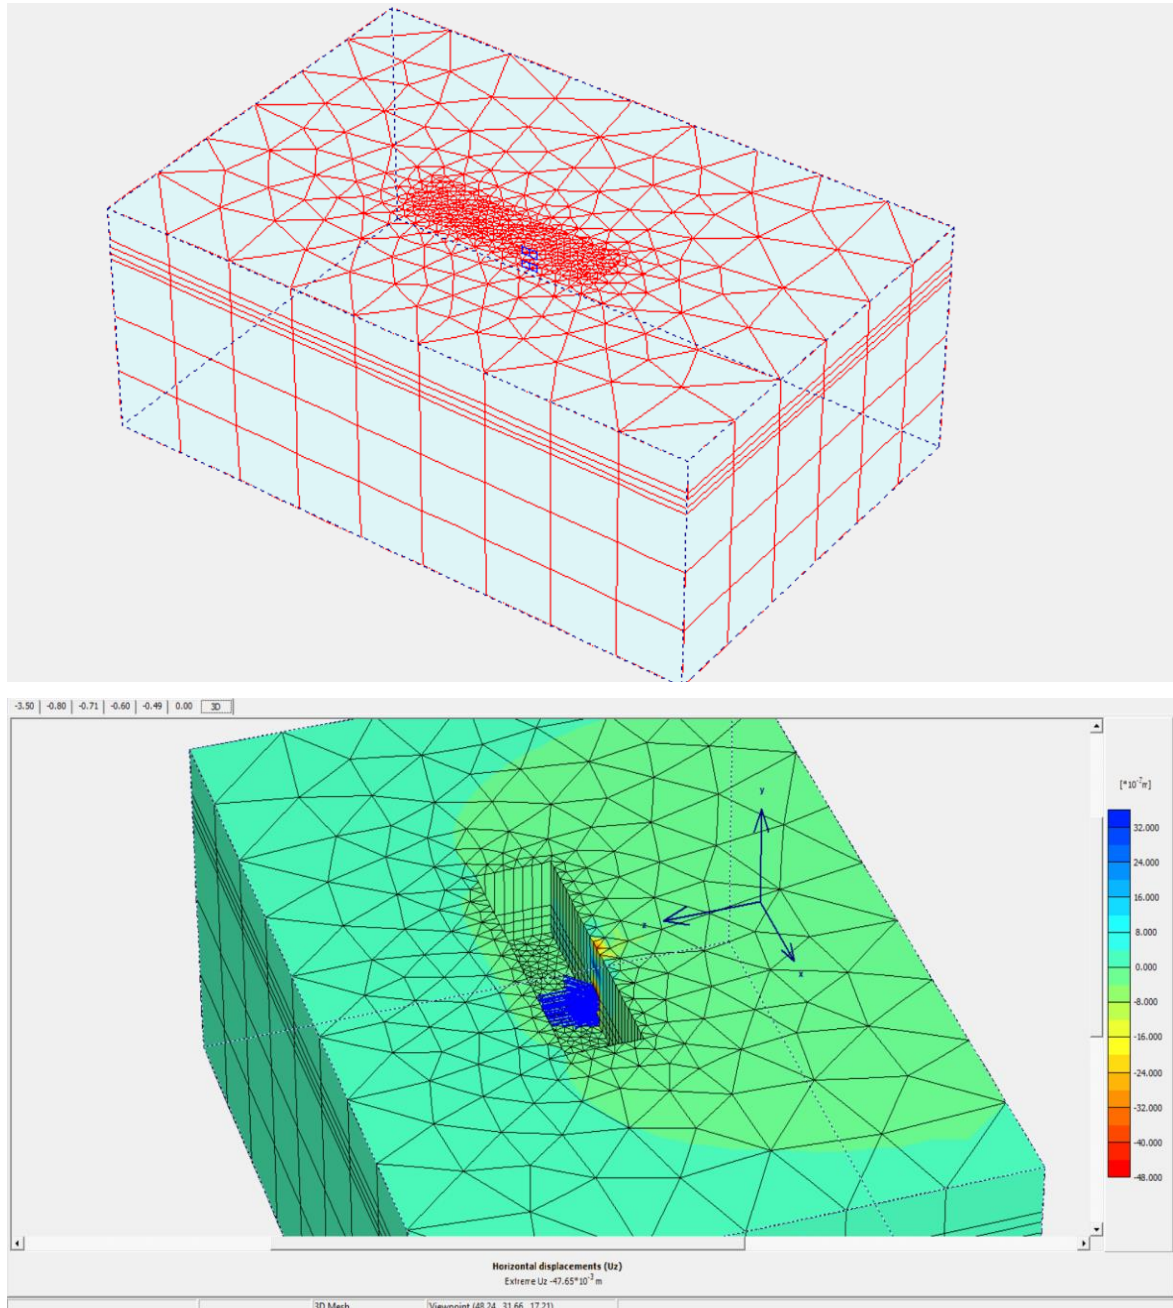 -3.50 -0.80 -0.71 -0.60 -0.49 0.00 3D
[*10⁻⁷m]
y
32.000
24.000
16.000
8.000
z
0.000
x
-8.000
-16.000
-24.000
-32.000
-40.000
-48.000
Horizontal displacements (Uz)
Extreme Uz -47.65*10⁻³ m
3D Mesh Viewpoint (48.24, 31.66, 17.21)